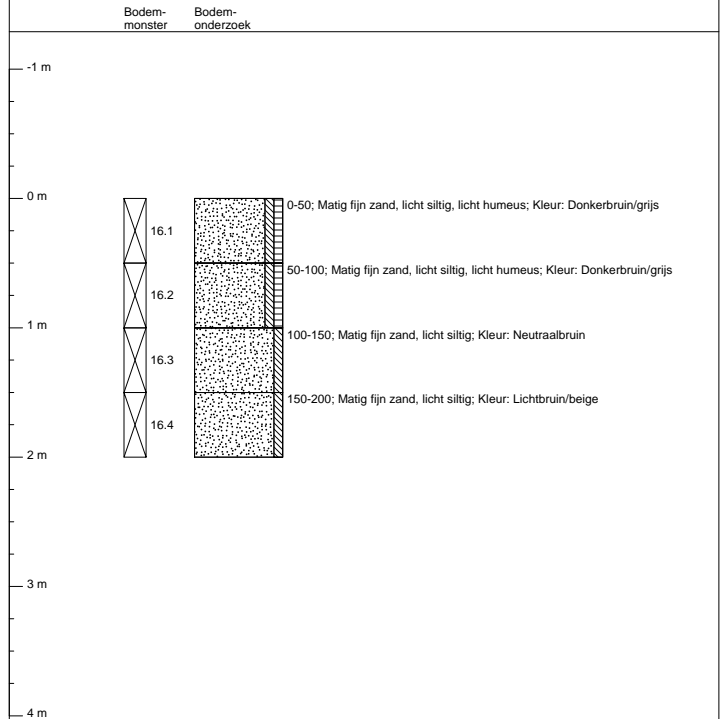 Bodem-
monster
Bodem-
onderzoek
-1 m
0 m
0-50; Matig fijn zand, licht siltig, licht humeus; Kleur: Donkerbruin/grijs
16.1
50-100; Matig fijn zand, licht siltig, licht humeus; Kleur: Donkerbruin/grijs
16.2
1 m
100-150; Matig fijn zand, licht siltig; Kleur: Neutraalbruin
16.3
150-200; Matig fijn zand, licht siltig; Kleur: Lichtbruin/beige
16.4
2 m
3 m
4 m